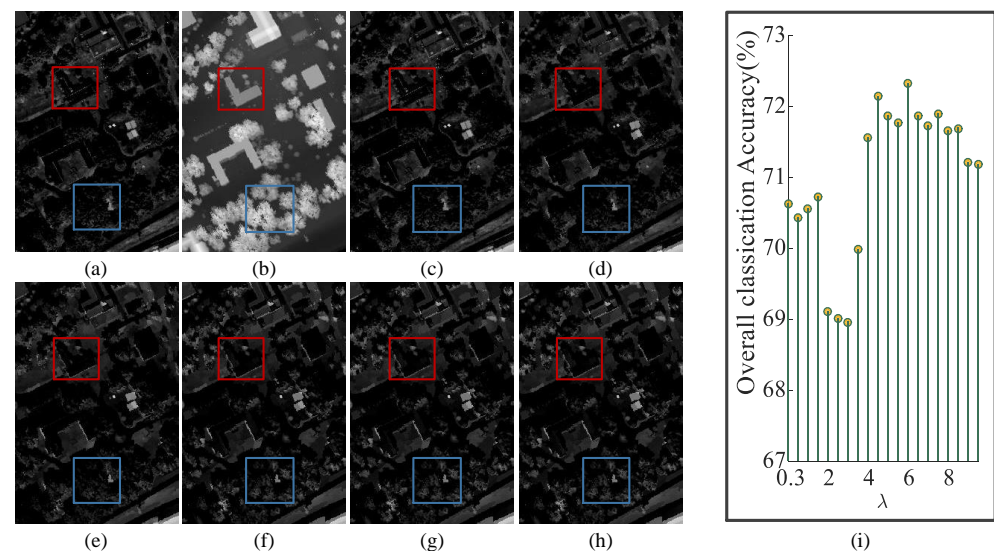 (a)
(b)
(c)
(d)
(e)
(f)
(g)
(h)
Overall classication Accuracy(%)
73
72
71
70
69
68
67
0.3 2 4 6 8
λ
(i)